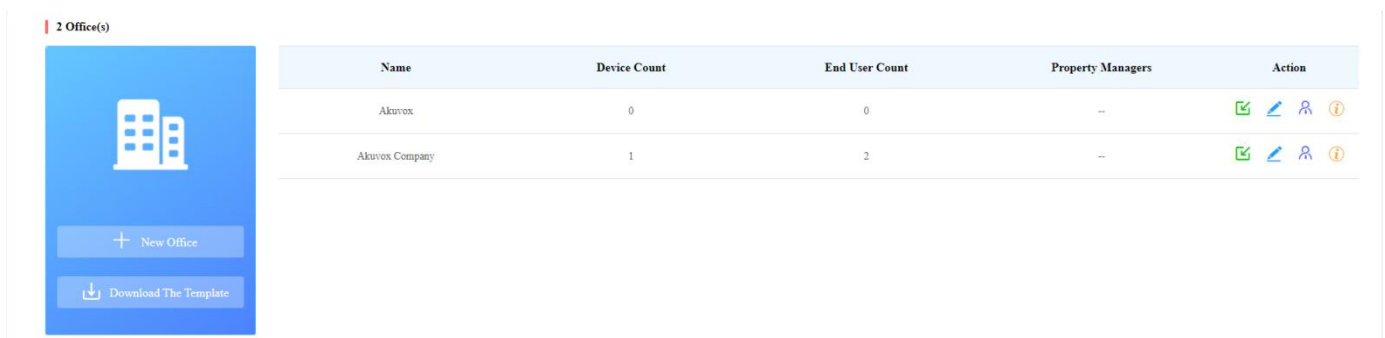 2 Office(s)
Name Device Count End User Count Property Managers Action
Akuvox 0 0 --
Akuvox Company 1 2 --
New Office
Download The Template